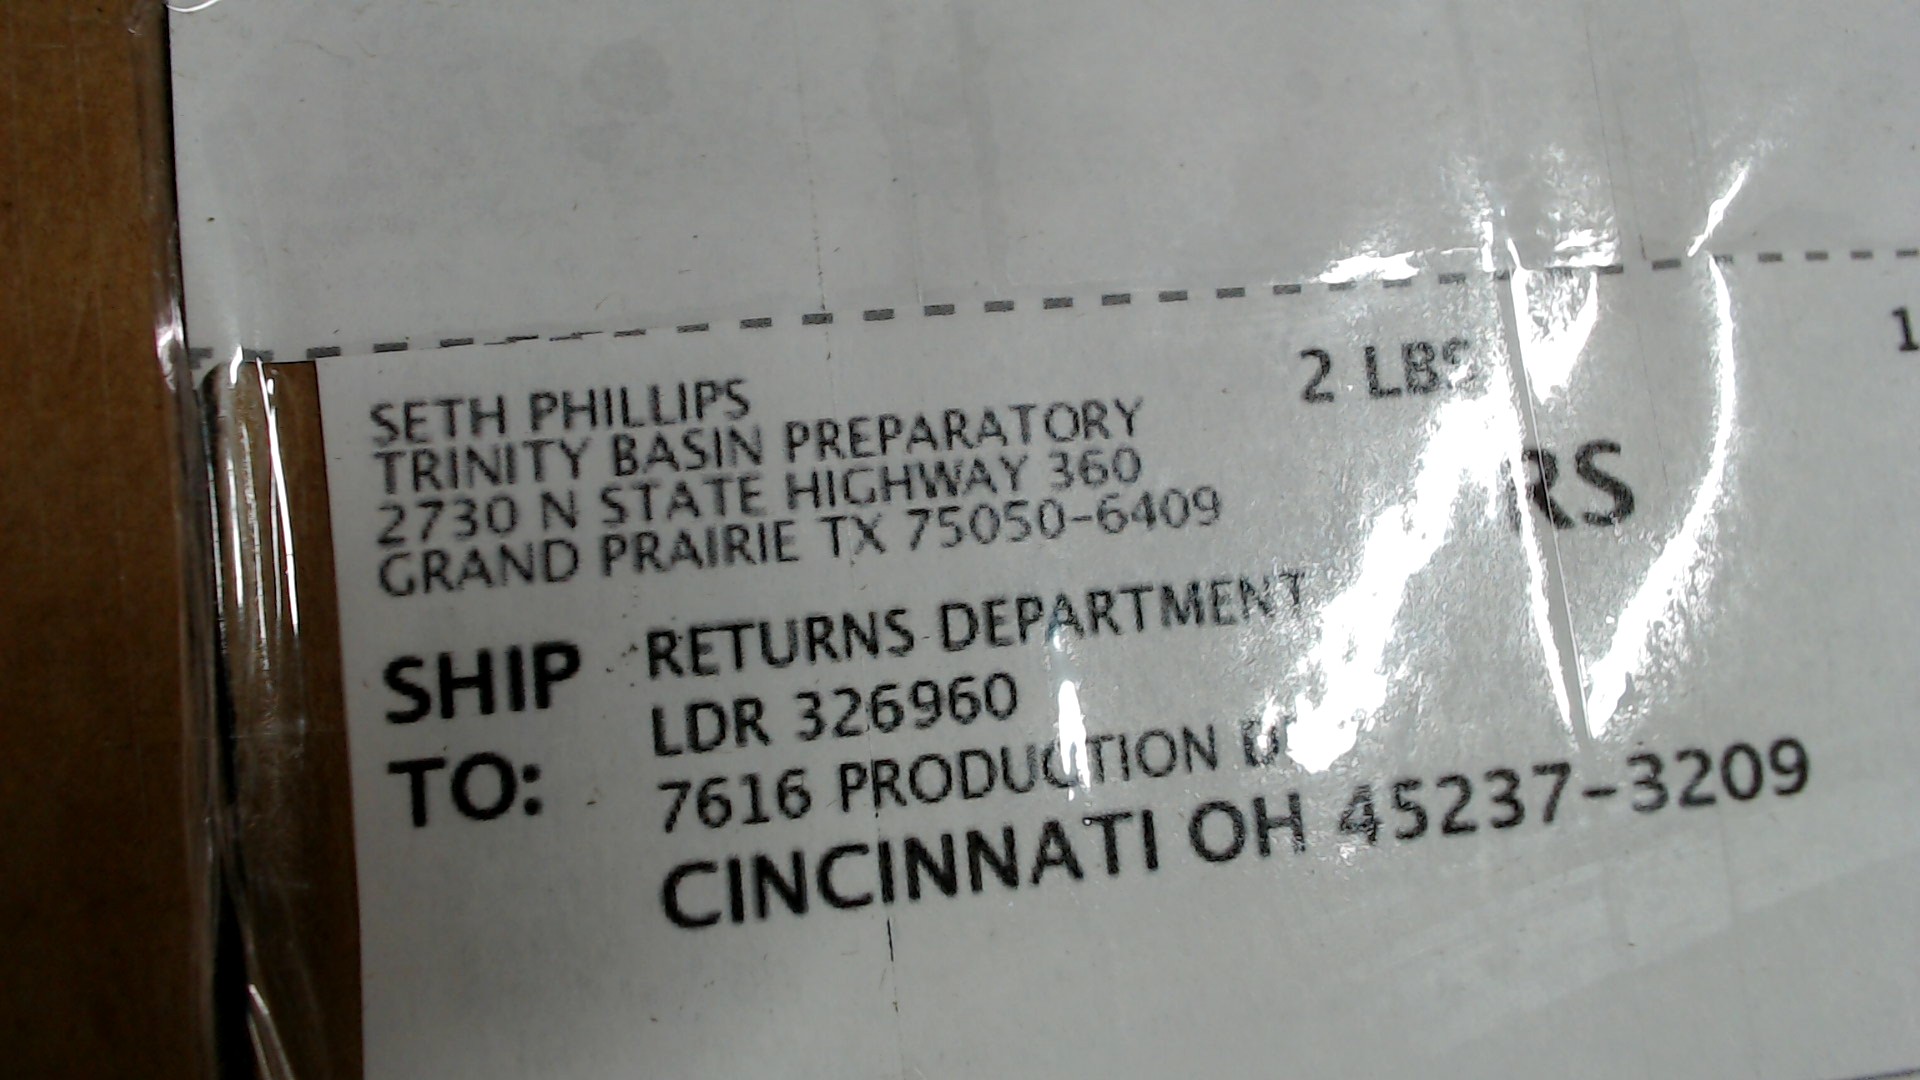 SETH PHILLIPS
TRINITY BASIN PREPARATORY
2730 N STATE HIGHWAY 360
GRAND PRAIRIE TX 75050-6409
2 LBS
1
RS
SHIP TO:
RETURNS DEPARTMENT
LDR 326960
7616 PRODUCTION
CINCINNATI OH 45237-3209